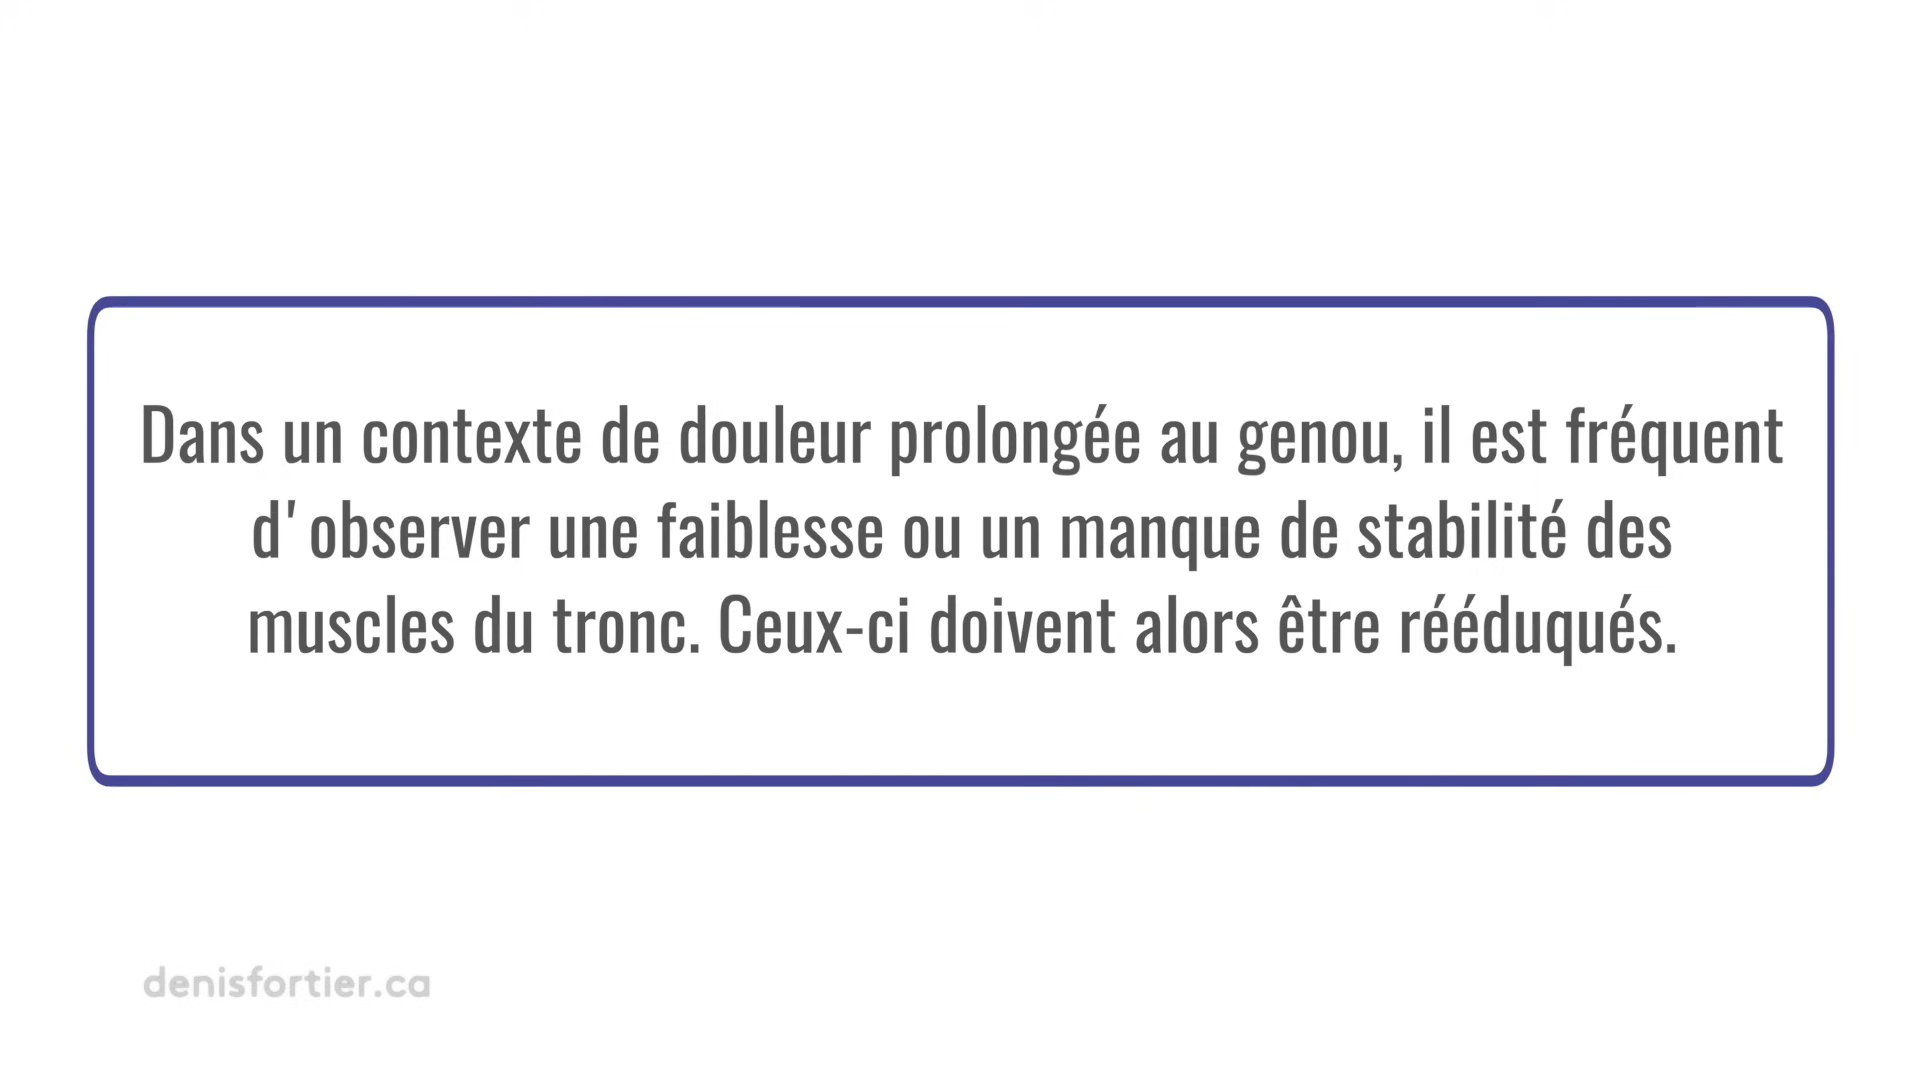 Dans un contexte de douleur prolongée au genou, il est fréquent
d'observer une faiblesse ou un manque de stabilité des
muscles du tronc. Ceux-ci doivent alors être rééduqués.
denisfortier.ca